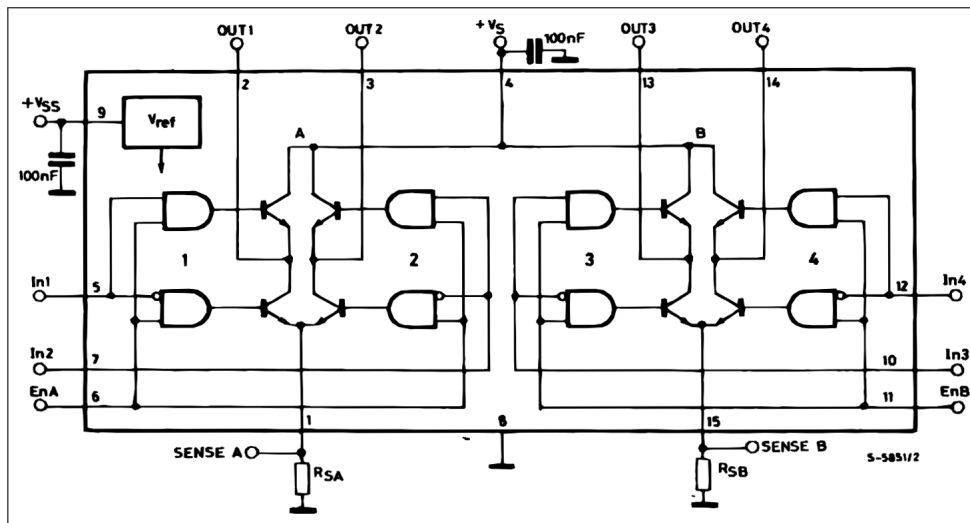 OUT1 OUT2 +VS 100nF OUT3 OUT4
2 3 4 13 14
+VSS 9 Vref
A B
100nF
1 2 3 4
In1 5 12 In4
In2 7 10 In3
EnA 6 11 EnB
1 8 15
SENSE A SENSE B S-5851/2
RSA RSB